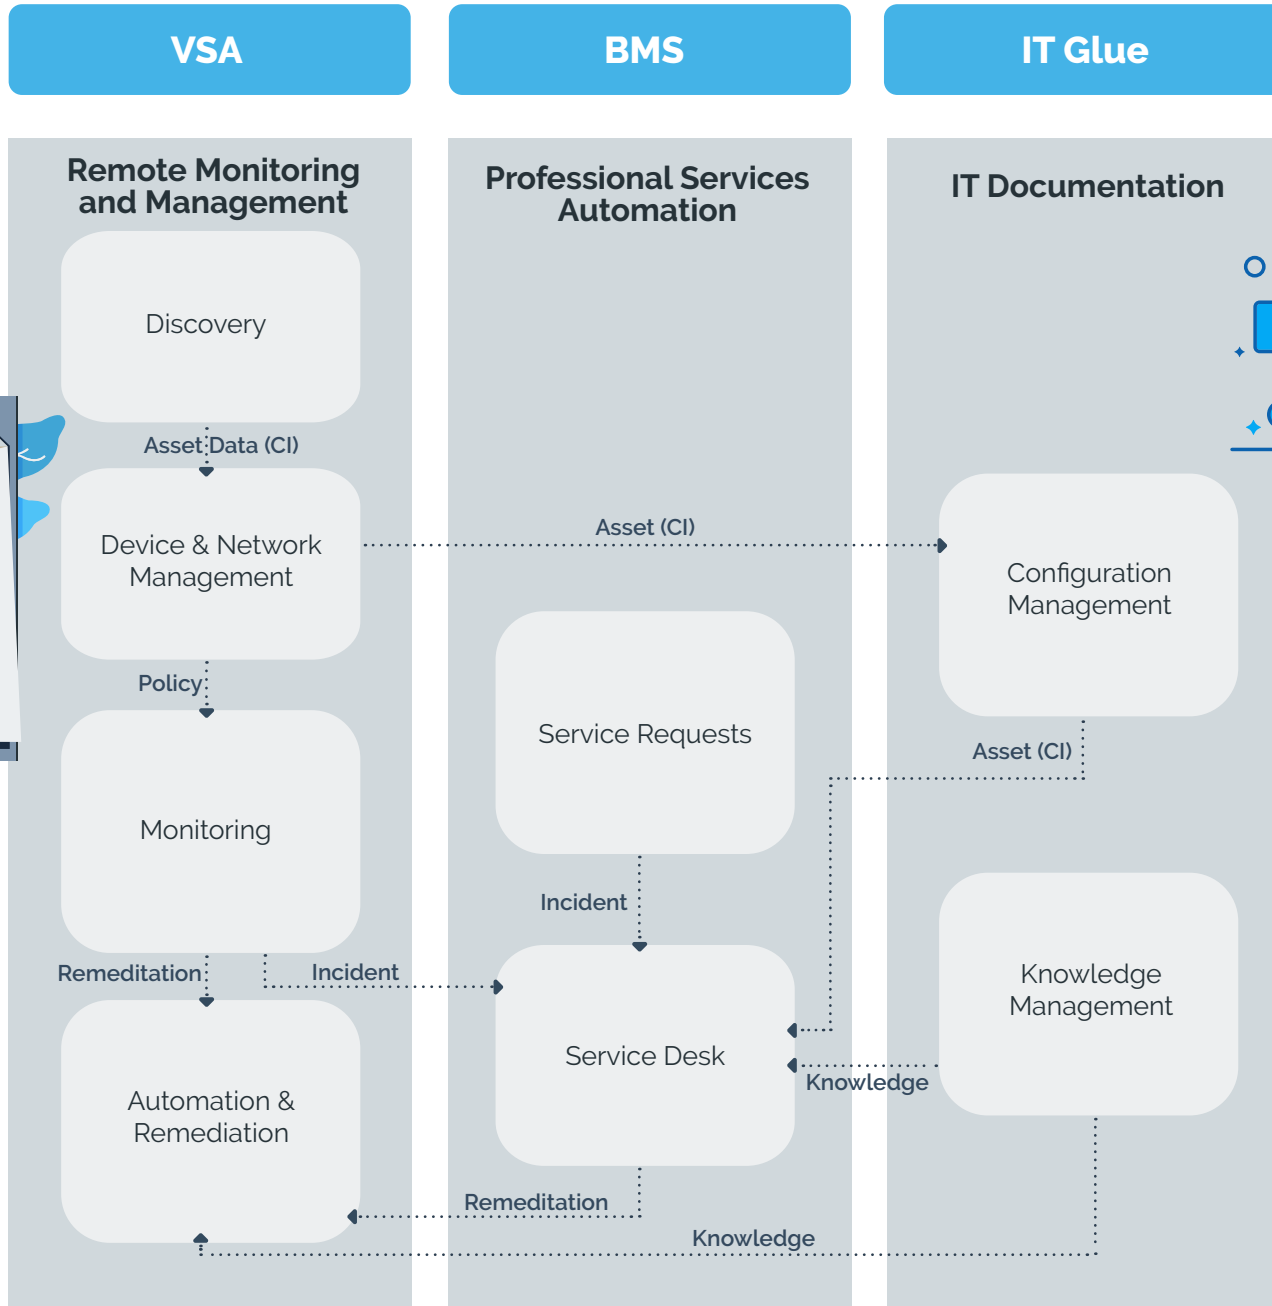 VSA
BMS
IT Glue
Remote Monitoring
and Management
Professional Services
Automation
IT Documentation
Discovery
Asset Data (CI)
Device & Network
Management
Asset (CI)
Configuration
Management
Policy
Service Requests
Asset (CI)
Monitoring
Incident
Remeditation
Incident
Knowledge
Management
Service Desk
Knowledge
Automation &
Remediation
Remeditation
Knowledge